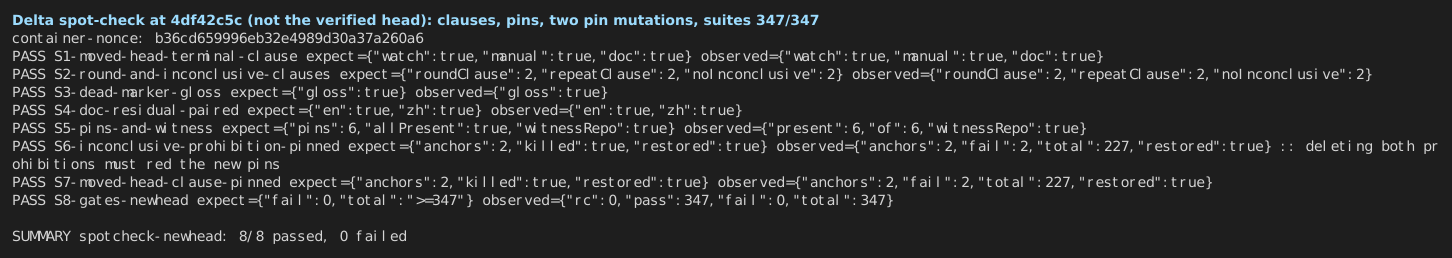 Delta spot-check at 4df42c5c (not the verified head): clauses, pins, two pin mutations, suites 347/347
container-nonce: b36cd659996eb32e4989d30a37a260a6
PASS S1-moved-head-terminal-clause expect={"watch":true,"manual":true,"doc":true} observed={"watch":true,"manual":true,"doc":true}
PASS S2-round-and-inconclusive-clauses expect={"roundClause":2,"repeatClause":2,"noInconclusive":2} observed={"roundClause":2,"repeatClause":2,"noInconclusive":2}
PASS S3-dead-marker-gloss expect={"gloss":true} observed={"gloss":true}
PASS S4-doc-residual-paired expect={"en":true,"zh":true} observed={"en":true,"zh":true}
PASS S5-pins-and-witness expect={"pins":6,"allPresent":true,"witnessRepo":true} observed={"present":6,"of":6,"witnessRepo":true}
PASS S6-inconclusive-prohibition-pinned expect={"anchors":2,"killed":true,"restored":true} observed={"anchors":2,"fail":2,"total":227,"restored":true} :: deleting both pr
ohibitions must red the new pins
PASS S7-moved-head-clause-pinned expect={"anchors":2,"killed":true,"restored":true} observed={"anchors":2,"fail":2,"total":227,"restored":true}
PASS S8-gates-newhead expect={"fail":0,"total":">=347"} observed={"rc":0,"pass":347,"fail":0,"total":347}
SUMMARY spotcheck-newhead: 8/8 passed, 0 failed